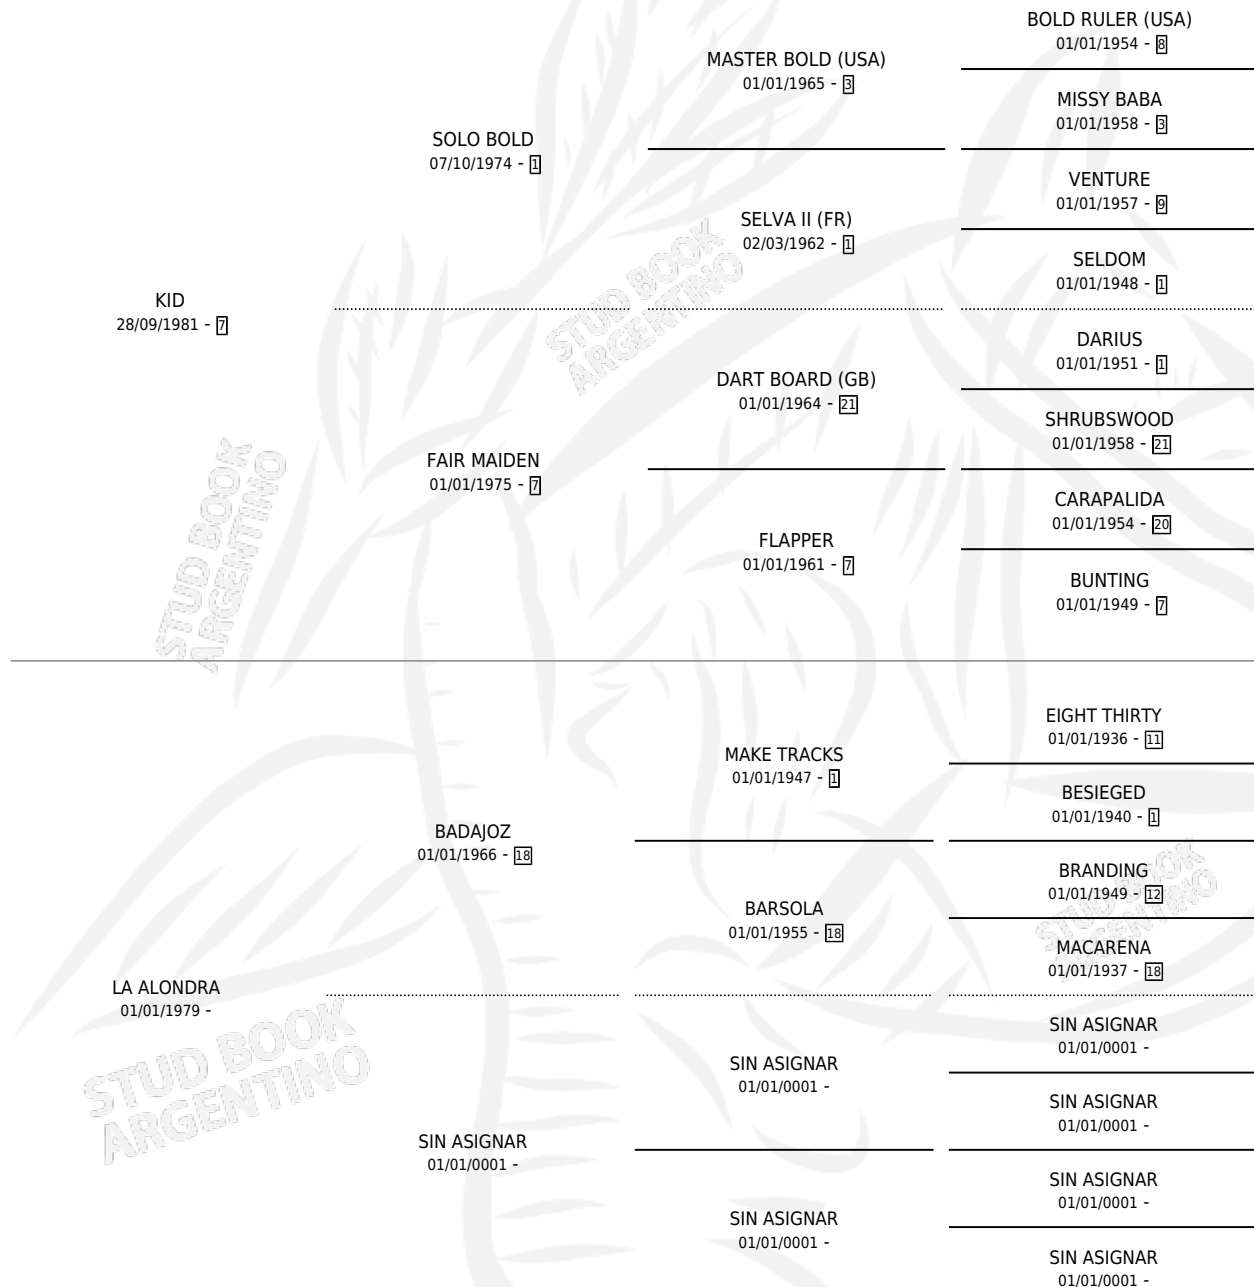 BOLD RULER (USA)
01/01/1954 - 8
MASTER BOLD (USA)
01/01/1965 - 3
MISSY BABA
01/01/1958 - 3
SOLO BOLD
07/10/1974 - 1
VENTURE
01/01/1957 - 9
SELVA II (FR)
02/03/1962 - 1
SELDOM
01/01/1948 - 1
KID
28/09/1981 - 7
DARIUS
01/01/1951 - 1
DART BOARD (GB)
01/01/1964 - 21
SHRUBSWOOD
01/01/1958 - 21
FAIR MAIDEN
01/01/1975 - 7
CARAPALIDA
01/01/1954 - 20
FLAPPER
01/01/1961 - 7
BUNTING
01/01/1949 - 7
EIGHT THIRTY
01/01/1936 - 11
MAKE TRACKS
01/01/1947 - 1
BESIEGED
01/01/1940 - 1
BADAJOZ
01/01/1966 - 18
BRANDING
01/01/1949 - 12
BARSOLA
01/01/1955 - 18
MACARENA
01/01/1937 - 18
LA ALONDRA
01/01/1979 -
SIN ASIGNAR
01/01/0001 -
SIN ASIGNAR
01/01/0001 -
SIN ASIGNAR
01/01/0001 -
SIN ASIGNAR
01/01/0001 -
SIN ASIGNAR
01/01/0001 -
SIN ASIGNAR
01/01/0001 -
SIN ASIGNAR
01/01/0001 -
STUD BOOK
ARGENTINO
STUD BOOK
ARGENTINO
STUD BOOK
ARGENTINO
STUD BOOK
ARGENTINO